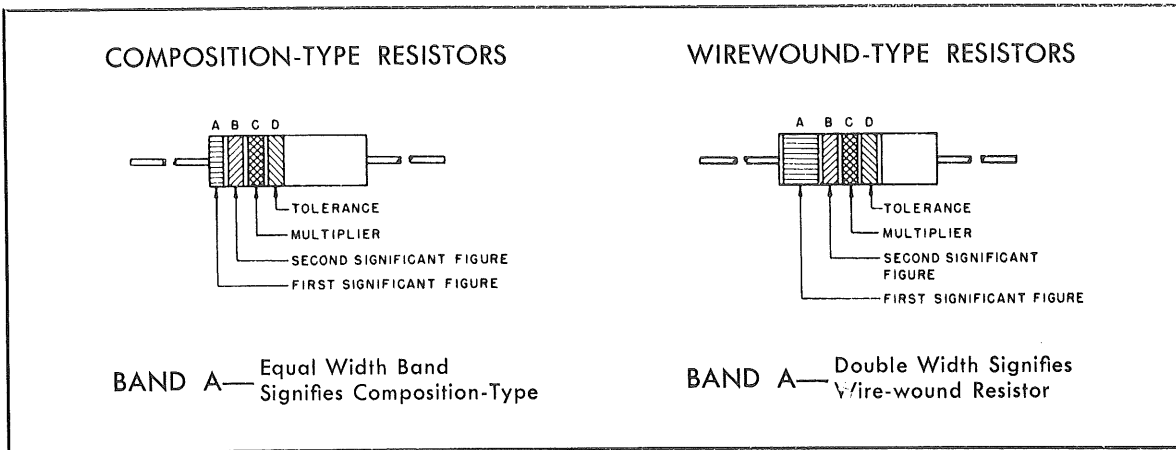 COMPOSITION-TYPE RESISTORS
A B C D
TOLERANCE
MULTIPLIER
SECOND SIGNIFICANT FIGURE
FIRST SIGNIFICANT FIGURE
BAND A— Equal Width Band
Signifies Composition-Type
WIREWOUND-TYPE RESISTORS
A B C D
TOLERANCE
MULTIPLIER
SECOND SIGNIFICANT
FIGURE
FIRST SIGNIFICANT FIGURE
BAND A— Double Width Signifies
Wire-wound Resistor